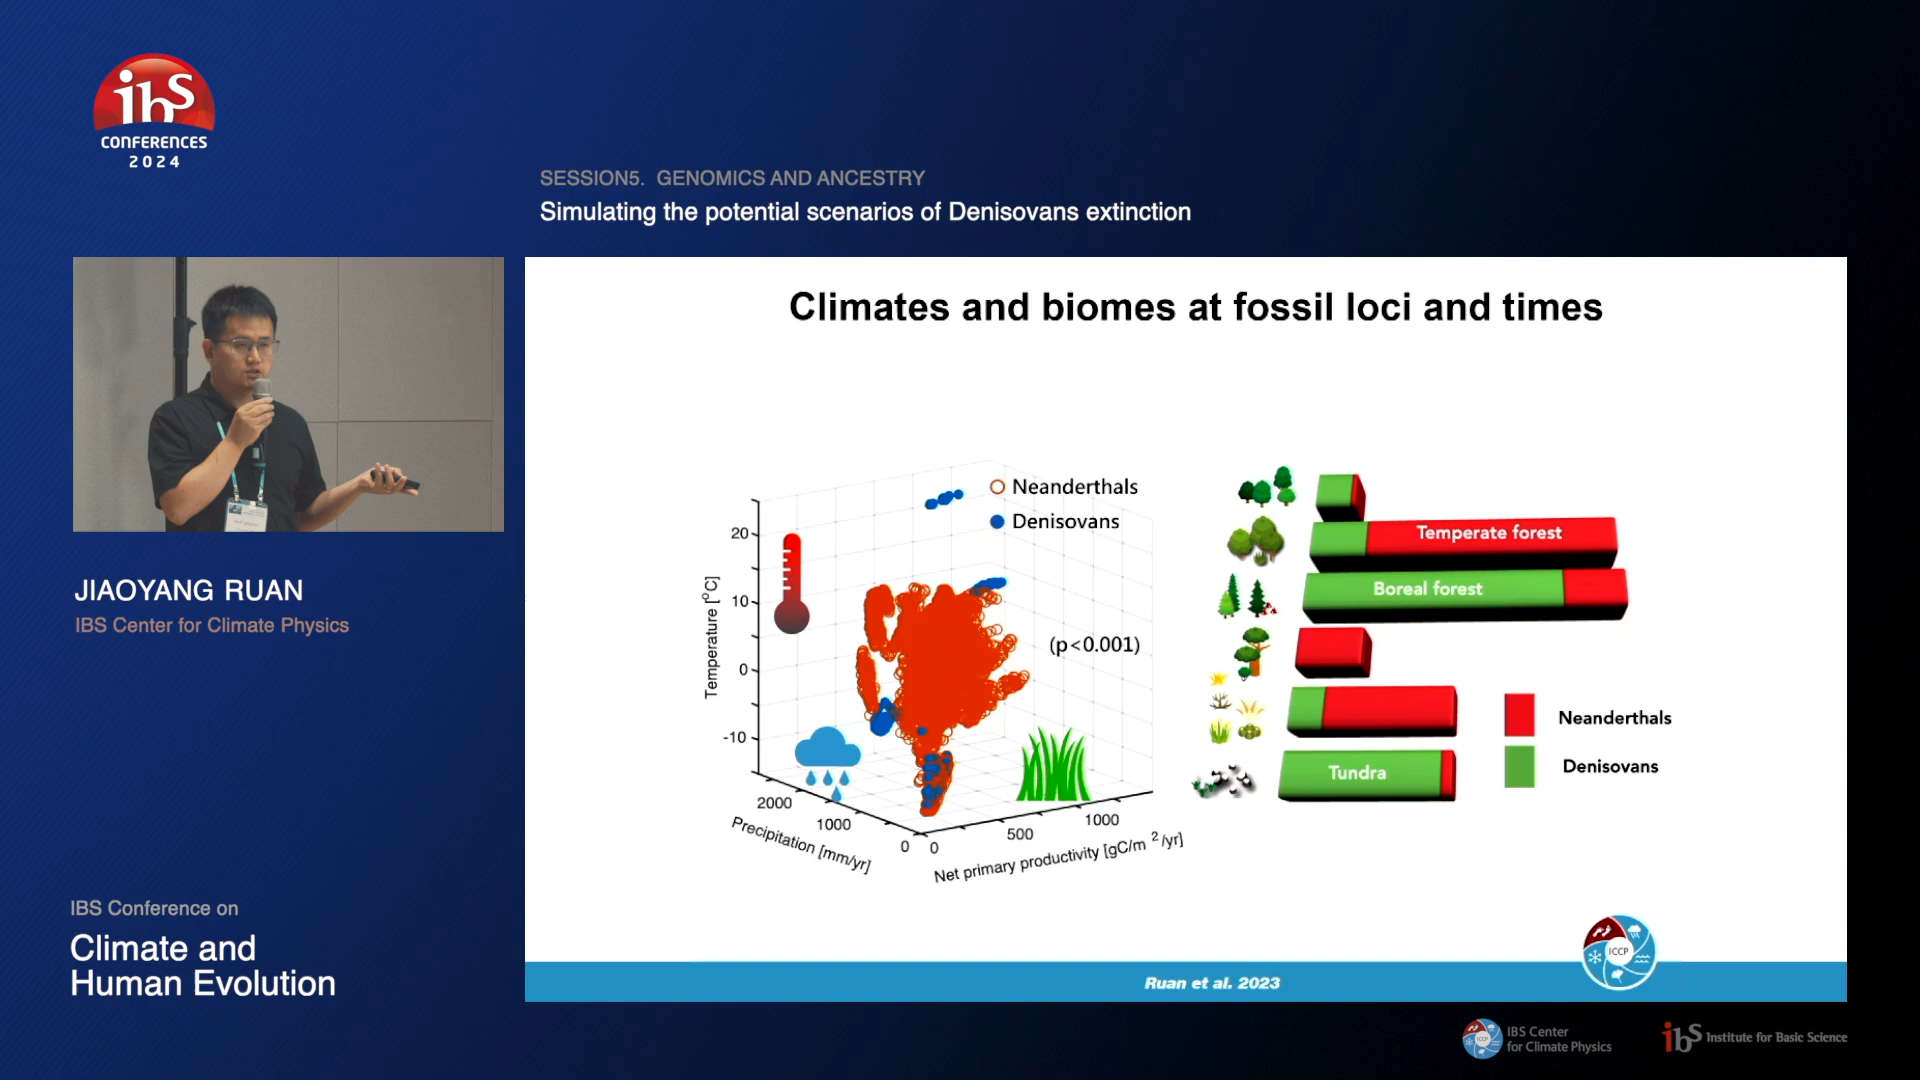 ibS
CONFERENCES
2024
SESSION5. GENOMICS AND ANCESTRY
Simulating the potential scenarios of Denisovans extinction
JIAOYANG RUAN
IBS Center for Climate Physics
IBS Conference on
Climate and
Human Evolution
Climates and biomes at fossil loci and times
Neanderthals
Denisovans
(p<0.001)
Temperature [°C]
20
10
0
-10
2000
1000
0
Precipitation [mm/yr]
0
500
1000
Net primary productivity [gC/m ²/yr]
Temperate forest
Boreal forest
Tundra
Neanderthals
Denisovans
ICCP
Ruan et al. 2023
ICCP
IBS Center
for Climate Physics
ibS Institute for Basic Science